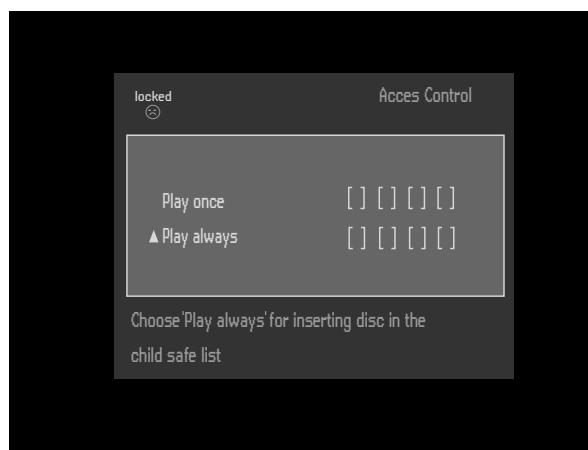 locked
Acces Control
Play once [ ] [ ] [ ] [ ]
▲ Play always [ ] [ ] [ ] [ ]
Choose 'Play always' for inserting disc in the
child safe list